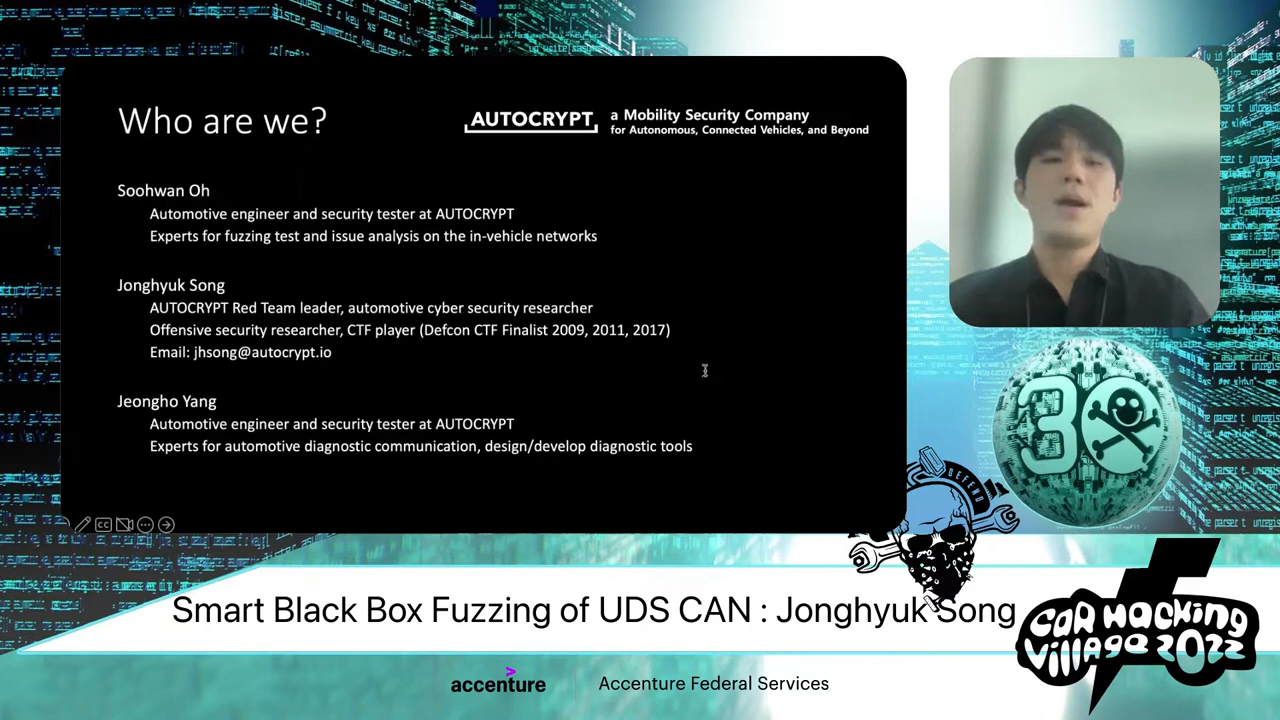 Who are we?
AUTOCRYPT
a Mobility Security Company
for Autonomous, Connected Vehicles, and Beyond
Soohwan Oh
Automotive engineer and security tester at AUTOCRYPT
Experts for fuzzing test and issue analysis on the in-vehicle networks
Jonghyuk Song
AUTOCRYPT Red Team leader, automotive cyber security researcher
Offensive security researcher, CTF player (Defcon CTF Finalist 2009, 2011, 2017)
Email: jhsong@autocrypt.io
Jeongho Yang
Automotive engineer and security tester at AUTOCRYPT
Experts for automotive diagnostic communication, design/develop diagnostic tools
CC
30
DEFEND
Smart Black Box Fuzzing of UDS CAN : Jonghyuk Song
CAR HACKING
VILLAGE 2022
accenture
Accenture Federal Services